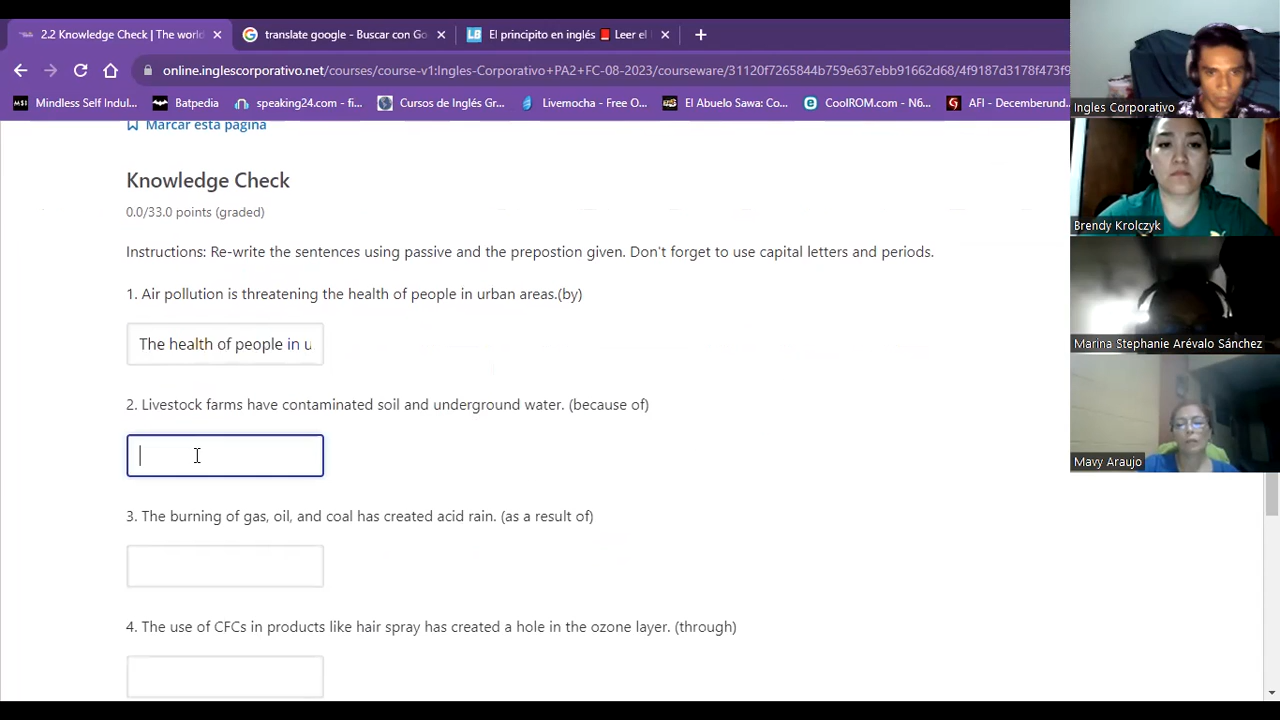 2.2 Knowledge Check | The world
translate google - Buscar con Go
El principito en inglés 📕 Leer el
online.inglescorporativo.net/courses/course-v1:Ingles-Corporativo+PA2+FC-08-2023/courseware/31120f7265844b759e637ebb91662d68/4f9187d3178f473f9
Mindless Self Indul...
Batpedia
speaking24.com - fi...
Cursos de Inglés Gr...
Livemocha - Free O...
El Abuelo Sawa: Co...
CoolROM.com - N6...
AFI - Decemberund
Marcar esta página
Knowledge Check
0.0/33.0 points (graded)
Instructions: Re-write the sentences using passive and the prepostion given. Don't forget to use capital letters and periods.
1. Air pollution is threatening the health of people in urban areas.(by)
The health of people in u
2. Livestock farms have contaminated soil and underground water. (because of)
3. The burning of gas, oil, and coal has created acid rain. (as a result of)
4. The use of CFCs in products like hair spray has created a hole in the ozone layer. (through)
Ingles Corporativo
Brendy Krolczyk
Marina Stephanie Arévalo Sánchez
Mavy Araujo